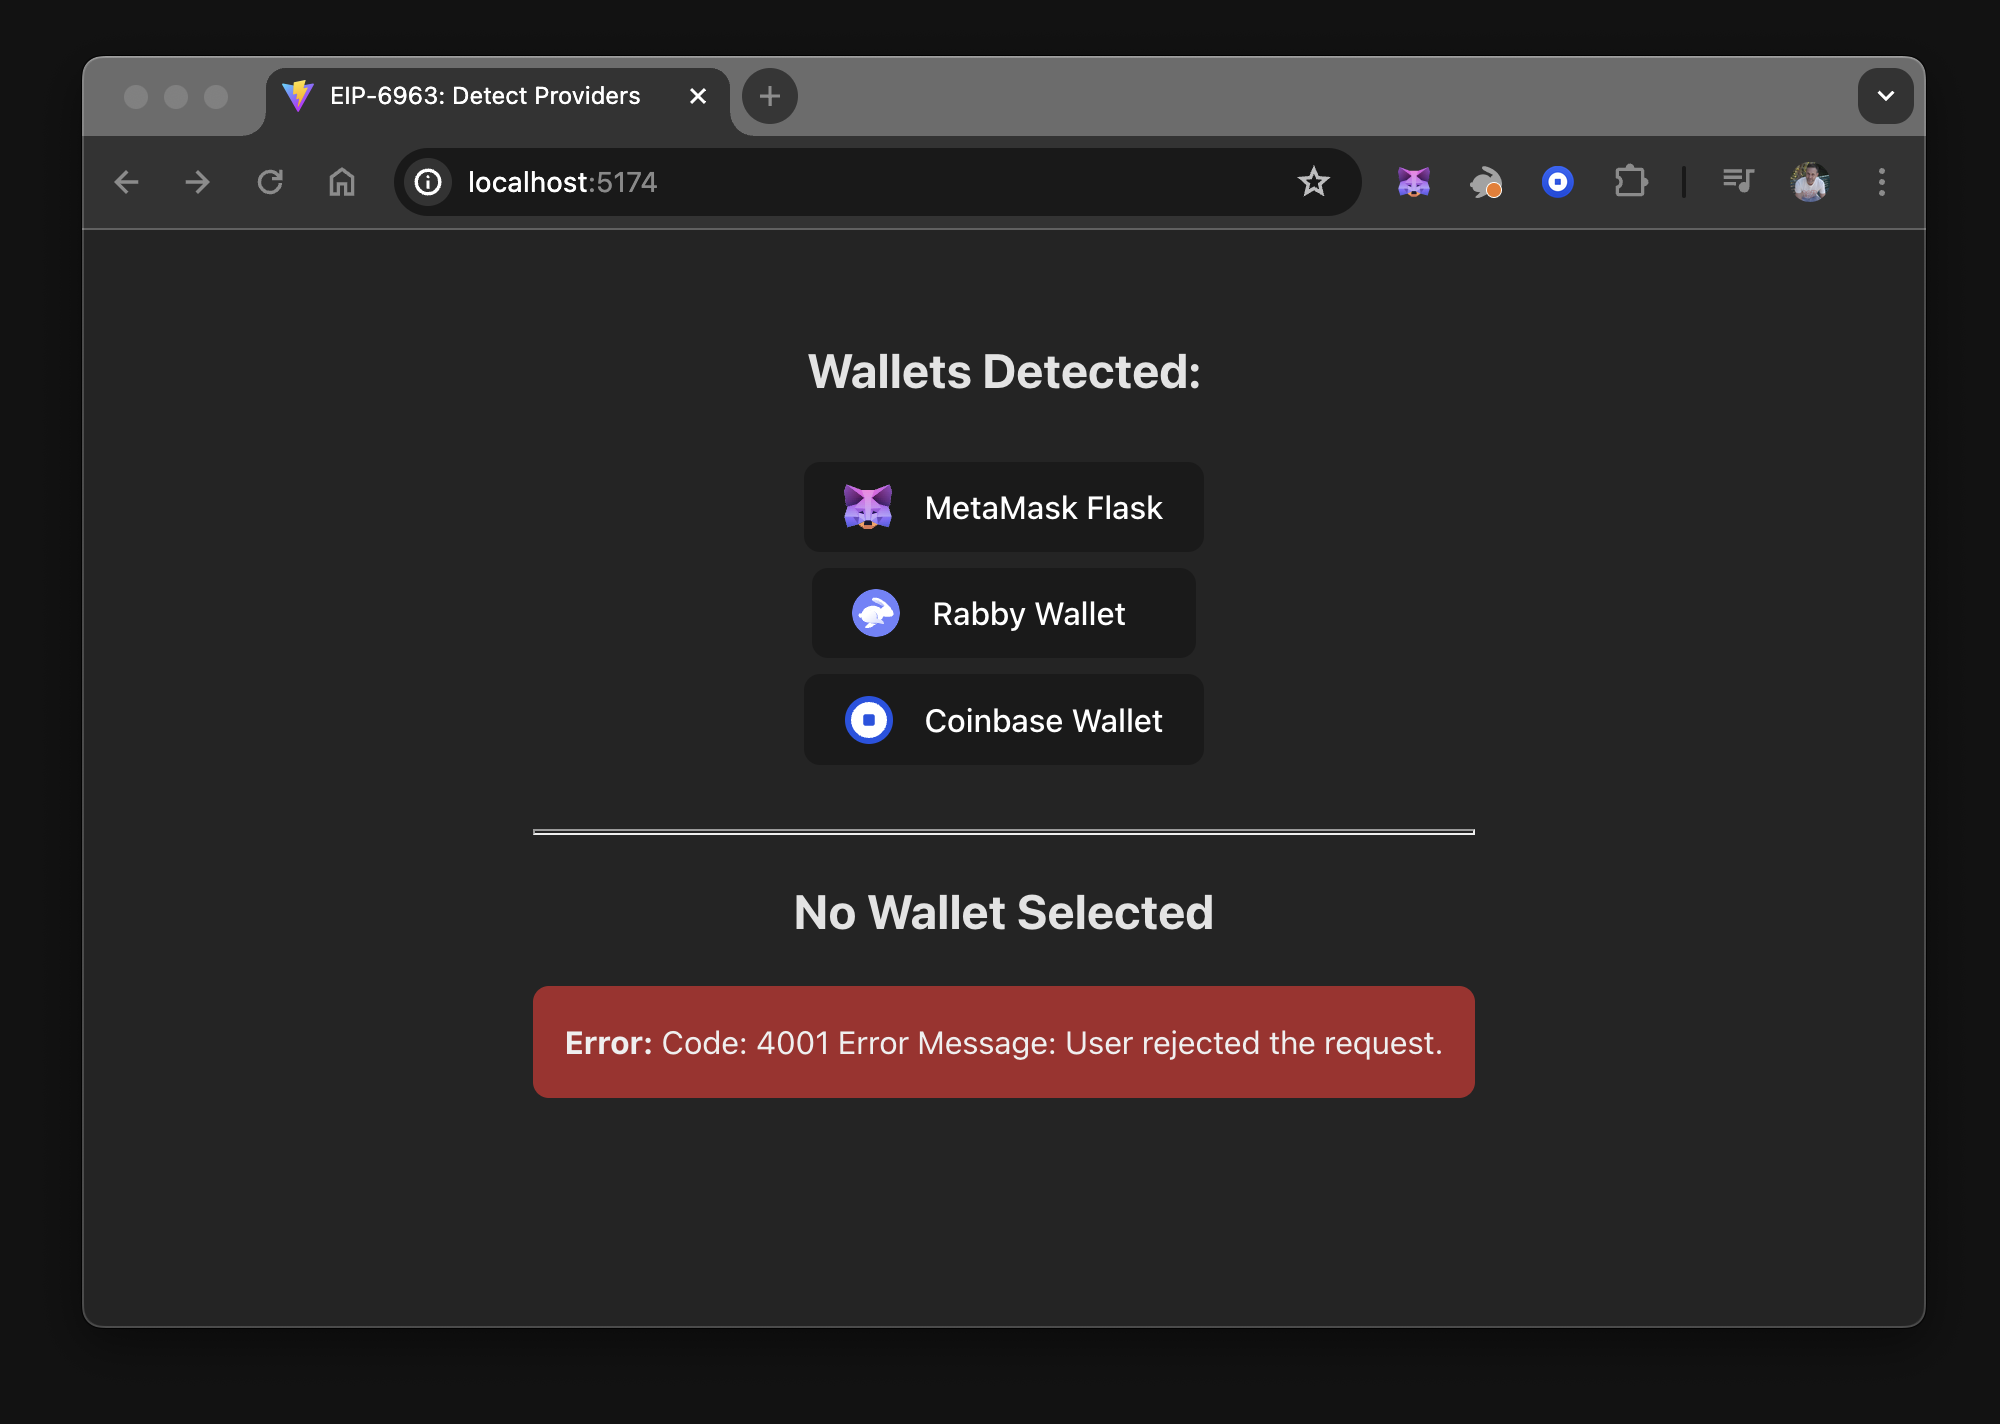 EIP-6963: Detect Providers
localhost:5174
Wallets Detected:
MetaMask Flask
Rabby Wallet
Coinbase Wallet
No Wallet Selected
Error: Code: 4001 Error Message: User rejected the request.